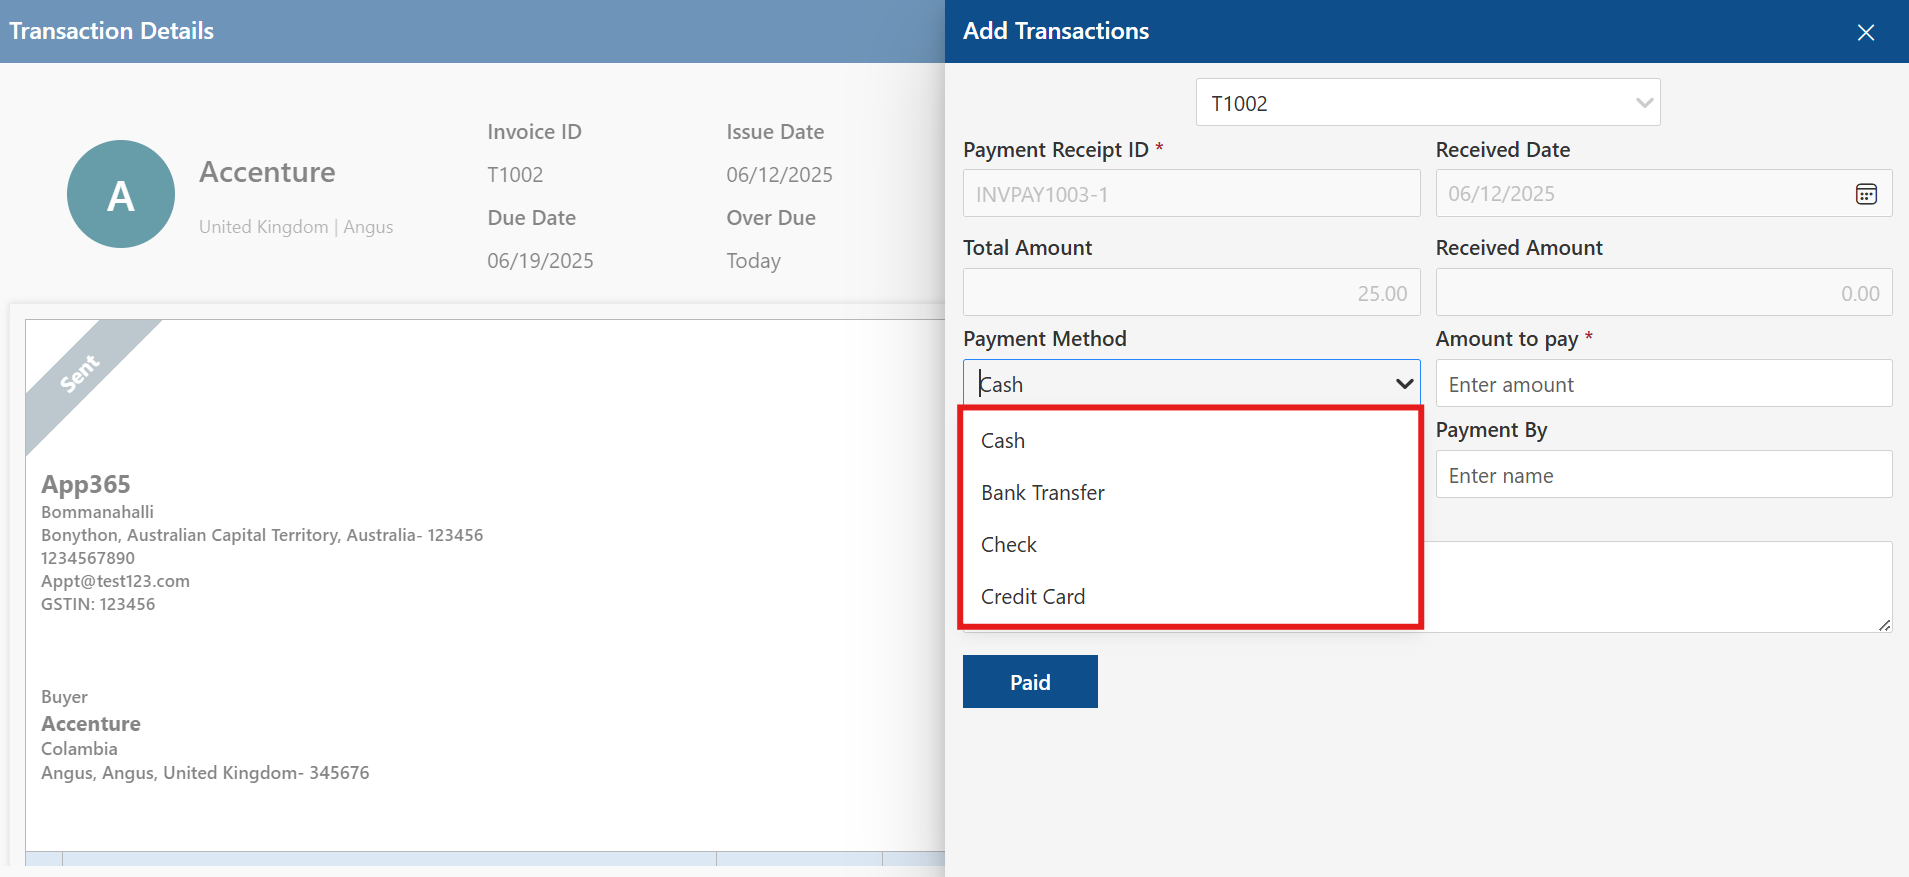 Transaction Details
A
Accenture
United Kingdom | Angus
Invoice ID
T1002
Due Date
06/19/2025
Issue Date
06/12/2025
Over Due
Today
Sent
App365
Bommanahalli
Bonython, Australian Capital Territory, Australia- 123456
1234567890
Appt@test123.com
GSTIN: 123456
Buyer
Accenture
Colambia
Angus, Angus, United Kingdom- 345676
Add Transactions
T1002
Payment Receipt ID *
INVPAY1003-1
Received Date
06/12/2025
Total Amount
25.00
Received Amount
0.00
Payment Method
Cash
Amount to pay *
Enter amount
Cash
Bank Transfer
Check
Credit Card
Payment By
Enter name
Paid